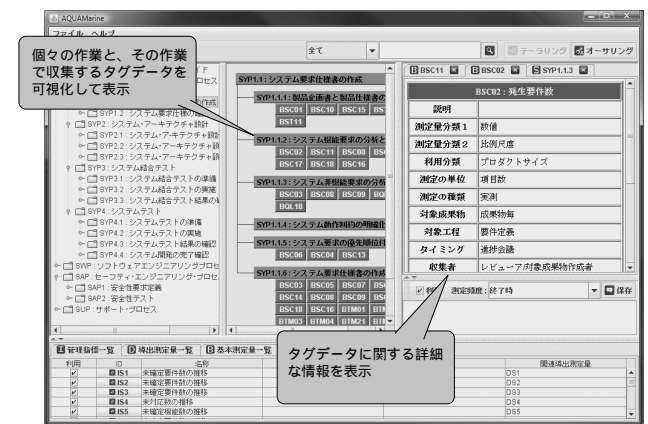 AQUAMarine
ファイル ヘルプ
全て
テーラリング
オーサリング
個々の作業と、その作業
で収集するタグデータを
可視化して表示
SYP2 : システム・アーキテクチャ設計
SYP2.1 : システム・アーキテクチャ設
SYP2.2 : システム・アーキテクチャ設
SYP2.3 : システム・アーキテクチャ設
SYP3 : システム結合テスト
SYP3.1 : システム結合テストの準備
SYP3.2 : システム結合テストの実施
SYP3.3 : システム結合テスト結果の
SYP4 : システムテスト
SYP4.1 : システムテストの準備
SYP4.2 : システムテストの実施
SYP4.3 : システムテスト結果の確認
SYP4.4 : システム開発の完了確認
SWP : ソフトウェアエンジニアリングプロセ
SAP : セーフティ・エンジニアリング・プロセ
SAP1 : 安全性要求定義
SAP2 : 安全性テスト
SUP : サポート・プロセス
SYP1.1 : システム要求仕様書の作成
SYP1.1.1 : 製品企画書と製品仕様書の
BSC01 BSC10 BSC15 BS
BST11
SYP1.1.2 : システム機能要求の分析と
BSC02 BSC11 BSC08 BS
BSC17 BSC18 BSC16
SYP1.1.3 : システム非機能要求の分析
BSC03 BSC08 BSC09 BQ
BQL18
SYP1.1.4 : システム動作制約の明確化
SYP1.1.5 : システム要求の優先順位付
BSC06 BSC04 BSC13
SYP1.1.6 : システム要求仕様書の作成
BSC03 BSC05 BSC07 BS
BSC14 BSC08 BSC09 BS
BSC18 BSC16 BTM01 BS
BTM03 BTM04 BTM21 BT
BSC11 BSC02 SYP1.1.3
BSC02 : 発生要件数
説明
測定量分類１ 数値
測定量分類２ 比例尺度
利用分類 プロダクトサイズ
測定の単位 項目数
測定の種類 実測
対象成果物 成果物毎
対象工程 要件定義
タイミング 進捗会議
収集者 レビューア/対象成果物作成者
測定頻度 : 終了時 保存
タグデータに関する詳細
な情報を表示
管理指標一覧 導出測定量一覧 基本測定量一覧
利用 ID 名称 関連導出測定量
IS1 未確定要件数の推移 DS1
IS2 未確定要件数の推移 DS2
IS3 未確定要件数の推移 DS3
IS4 未対応数の推移 DS4
IS5 未確定機能数の推移 DS5